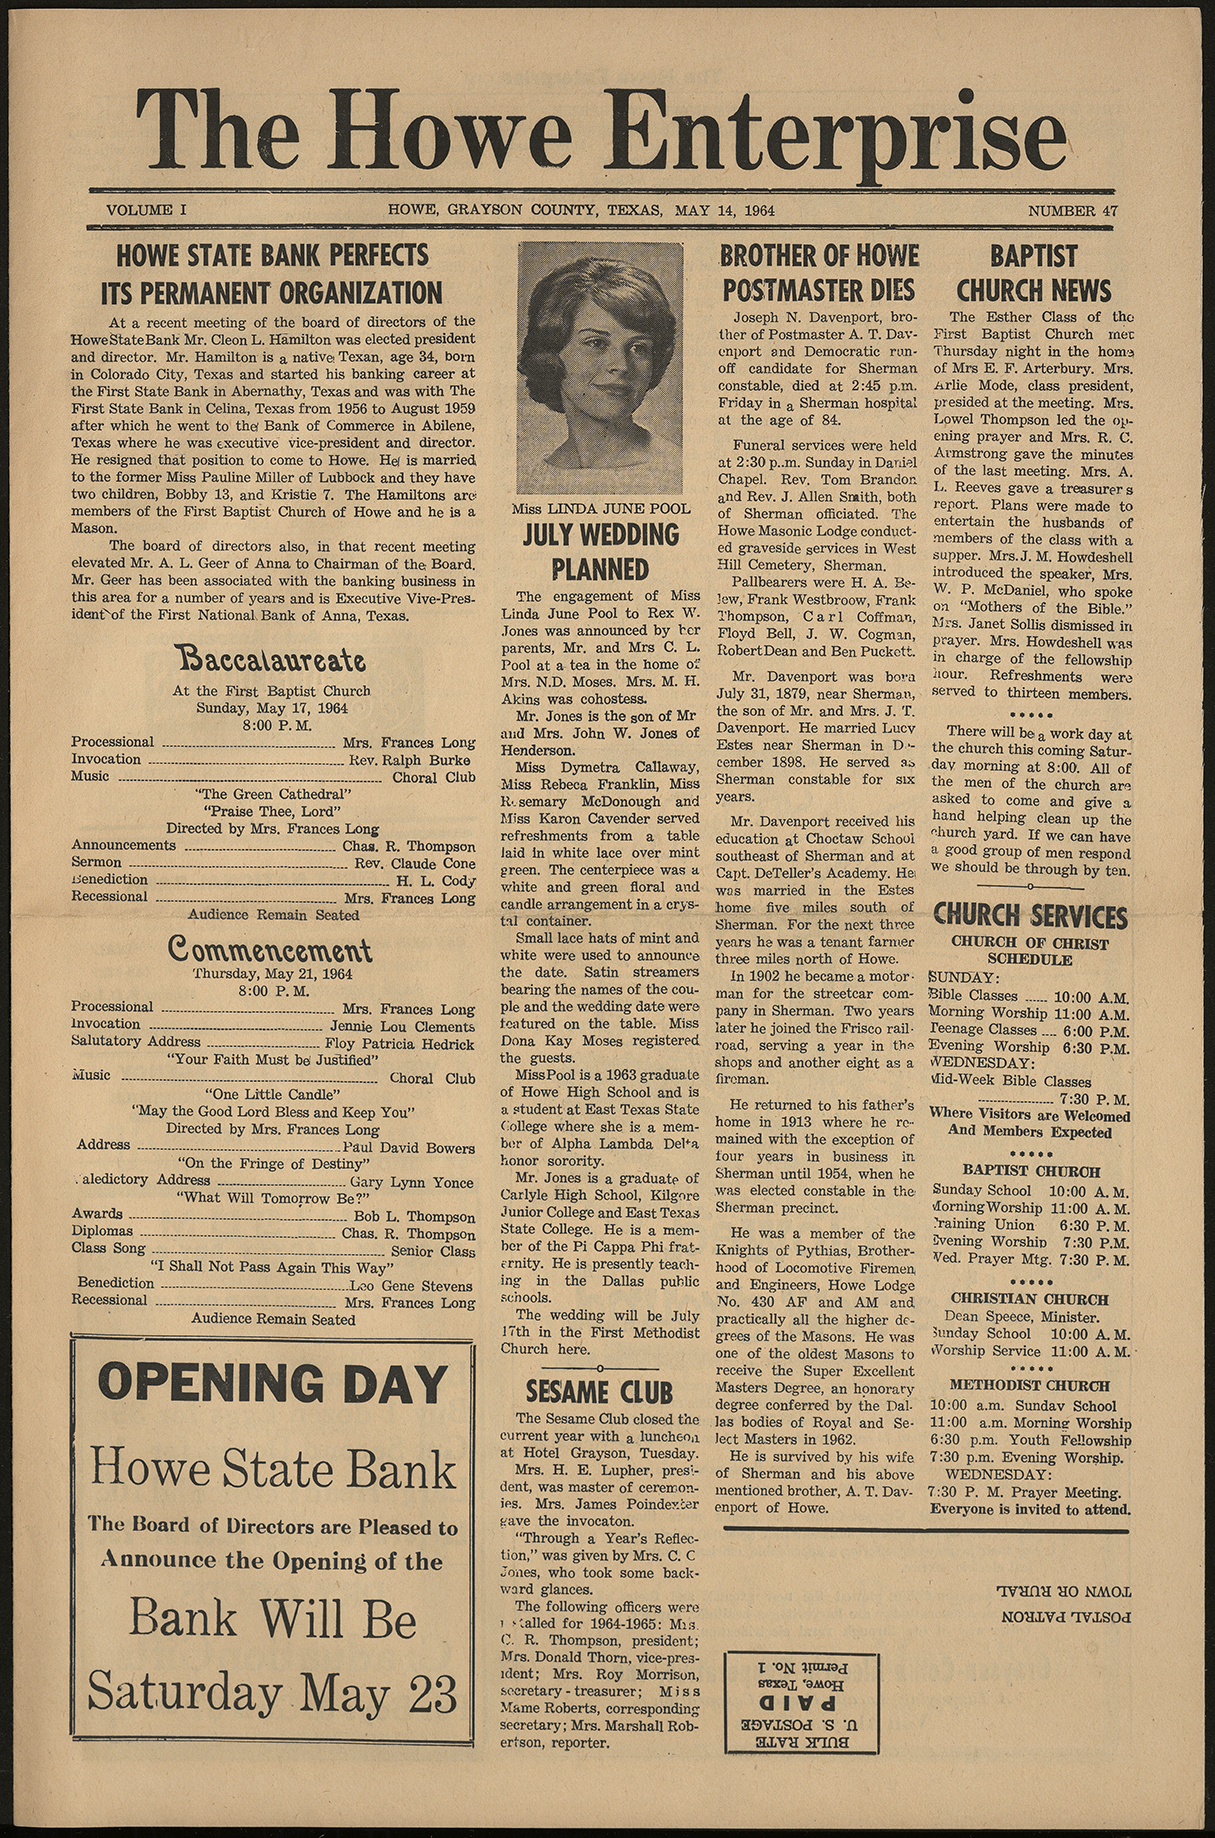 The Howe Enterprise
VOLUME I
HOWE, GRAYSON COUNTY, TEXAS, MAY 14, 1964
NUMBER 47
HOWE STATE BANK PERFECTS
ITS PERMANENT ORGANIZATION
At a recent meeting of the board of directors of the
Howe State Bank Mr. Cleon L. Hamilton was elected president
and director. Mr. Hamilton is a native Texan, age 34, born
in Colorado City, Texas and started his banking career at
the First State Bank in Abernathy, Texas and was with The
First State Bank in Celina, Texas from 1956 to August 1959
after which he went to the Bank of Commerce in Abilene,
Texas where he was executive vice-president and director.
He resigned that position to come to Howe. He is married
to the former Miss Pauline Miller of Lubbock and they have
two children, Bobby 13, and Kristie 7. The Hamiltons are
members of the First Baptist Church of Howe and he is a
Mason.
The board of directors also, in that recent meeting
elevated Mr. A. L. Geer of Anna to Chairman of the Board.
Mr. Geer has been associated with the banking business in
this area for a number of years and is Executive Vive-Pres-
ident of the First National Bank of Anna, Texas.
Baccalaureate
At the First Baptist Church
Sunday, May 17, 1964
8:00 P. M.
Processional ........ Mrs. Frances Long
Invocation ........ Rev. Ralph Burke
Music ........ Choral Club
"The Green Cathedral"
"Praise Thee, Lord"
Directed by Mrs. Frances Long
Announcements ........ Chas. R. Thompson
Sermon ........ Rev. Claude Cone
Benediction ........ H. L. Cody
Recessional ........ Mrs. Frances Long
Audience Remain Seated
Commencement
Thursday, May 21, 1964
8:00 P. M.
Processional ........ Mrs. Frances Long
Invocation ........ Jennie Lou Clements
Salutatory Address ........ Floy Patricia Hedrick
"Your Faith Must be Justified"
Music ........ Choral Club
"One Little Candle"
"May the Good Lord Bless and Keep You"
Directed by Mrs. Frances Long
Address ........ Paul David Bowers
"On the Fringe of Destiny"
Valedictory Address ........ Gary Lynn Yonce
"What Will Tomorrow Be?"
Awards ........ Bob L. Thompson
Diplomas ........ Chas. R. Thompson
Class Song ........ Senior Class
"I Shall Not Pass Again This Way"
Benediction ........ Leo Gene Stevens
Recessional ........ Mrs. Frances Long
Audience Remain Seated
OPENING DAY
Howe State Bank
The Board of Directors are Pleased to
Announce the Opening of the
Bank Will Be
Saturday May 23
Miss LINDA JUNE POOL
JULY WEDDING
PLANNED
The engagement of Miss
Linda June Pool to Rex W.
Jones was announced by her
parents, Mr. and Mrs C. L.
Pool at a tea in the home of
Mrs. N.D. Moses. Mrs. M. H.
Akins was cohostess.
Mr. Jones is the son of Mr
and Mrs. John W. Jones of
Henderson.
Miss Dymetra Callaway,
Miss Rebeca Franklin, Miss
Rosemary McDonough and
Miss Karon Cavender served
refreshments from a table
laid in white lace over mint
green. The centerpiece was a
white and green floral and
candle arrangement in a crys-
tal container.
Small lace hats of mint and
white were used to announce
the date. Satin streamers
bearing the names of the cou-
ple and the wedding date were
featured on the table. Miss
Dona Kay Moses registered
the guests.
Miss Pool is a 1963 graduate
of Howe High School and is
a student at East Texas State
College where she is a mem-
ber of Alpha Lambda Delta
honor sorority.
Mr. Jones is a graduate of
Carlyle High School, Kilgore
Junior College and East Texas
State College. He is a mem-
ber of the Pi Cappa Phi frat-
ernity. He is presently teach-
ing in the Dallas public
schools.
The wedding will be July
17th in the First Methodist
Church here.
SESAME CLUB
The Sesame Club closed the
current year with a luncheon
at Hotel Grayson, Tuesday.
Mrs. H. E. Lupher, presi-
dent, was master of ceremon-
ies. Mrs. James Poindexter
gave the invocaton.
"Through a Year's Reflec-
tion," was given by Mrs. C. C
Jones, who took some back-
ward glances.
The following officers were
installed for 1964-1965: Mrs.
C. R. Thompson, president;
Mrs. Donald Thorn, vice-pres-
ident; Mrs. Roy Morrison,
secretary - treasurer; Miss
Mame Roberts, corresponding
secretary; Mrs. Marshall Rob-
ertson, reporter.
BROTHER OF HOWE
POSTMASTER DIES
Joseph N. Davenport, bro-
ther of Postmaster A. T. Dav-
enport and Democratic run-
off candidate for Sherman
constable, died at 2:45 p.m.
Friday in a Sherman hospital
at the age of 84.
Funeral services were held
at 2:30 p..m. Sunday in Daniel
Chapel. Rev. Tom Brandon
and Rev. J. Allen Smith, both
of Sherman officiated. The
Howe Masonic Lodge conduct-
ed graveside services in West
Hill Cemetery, Sherman.
Pallbearers were H. A. Be-
lew, Frank Westbroow, Frank
Thompson, Carl Coffman,
Floyd Bell, J. W. Cogman,
Robert Dean and Ben Puckett.
Mr. Davenport was born
July 31, 1879, near Sherman,
the son of Mr. and Mrs. J. T.
Davenport. He married Lucy
Estes near Sherman in De-
cember 1898. He served as
Sherman constable for six
years.
Mr. Davenport received his
education at Choctaw School
southeast of Sherman and at
Capt. DeTeller's Academy. He
was married in the Estes
home five miles south of
Sherman. For the next three
years he was a tenant farmer
three miles north of Howe.
In 1902 he became a motor-
man for the streetcar com-
pany in Sherman. Two years
later he joined the Frisco rail-
road, serving a year in the
shops and another eight as a
fireman.
He returned to his father's
home in 1913 where he re-
mained with the exception of
four years in business in
Sherman until 1954, when he
was elected constable in the
Sherman precinct.
He was a member of the
Knights of Pythias, Brother-
hood of Locomotive Firemen
and Engineers, Howe Lodge
No. 430 AF and AM and
practically all the higher de-
grees of the Masons. He was
one of the oldest Masons to
receive the Super Excellent
Masters Degree, an honorary
degree conferred by the Dal-
las bodies of Royal and Se-
lect Masters in 1962.
He is survived by his wife
of Sherman and his above
mentioned brother, A. T. Dav-
enport of Howe.
BAPTIST
CHURCH NEWS
The Esther Class of the
First Baptist Church met
Thursday night in the home
of Mrs E. F. Arterbury. Mrs.
Arlie Mode, class president,
presided at the meeting. Mrs.
Lowel Thompson led the op-
ening prayer and Mrs. R. C.
Armstrong gave the minutes
of the last meeting. Mrs. A.
L. Reeves gave a treasurers
report. Plans were made to
entertain the husbands of
members of the class with a
supper. Mrs. J. M. Howdeshell
introduced the speaker, Mrs.
W. P. McDaniel, who spoke
on "Mothers of the Bible."
Mrs. Janet Sollis dismissed in
prayer. Mrs. Howdeshell was
in charge of the fellowship
hour. Refreshments were
served to thirteen members.
*****
There will be a work day at
the church this coming Satur-
day morning at 8:00. All of
the men of the church are
asked to come and give a
hand helping clean up the
church yard. If we can have
a good group of men respond
we should be through by ten.
CHURCH SERVICES
CHURCH OF CHRIST
SCHEDULE
SUNDAY:
Bible Classes ..... 10:00 A.M.
Morning Worship 11:00 A.M.
Teenage Classes .... 6:00 P.M.
Evening Worship 6:30 P.M.
WEDNESDAY:
Mid-Week Bible Classes
........ 7:30 P. M.
Where Visitors are Welcomed
And Members Expected
*****
BAPTIST CHURCH
Sunday School 10:00 A. M.
Morning Worship 11:00 A. M.
Training Union 6:30 P. M.
Evening Worship 7:30 P.M.
Wed. Prayer Mtg. 7:30 P. M.
*****
CHRISTIAN CHURCH
Dean Speece, Minister.
Sunday School 10:00 A. M.
Worship Service 11:00 A. M.
*****
METHODIST CHURCH
10:00 a.m. Sunday School
11:00 a.m. Morning Worship
6:30 p.m. Youth Fellowship
7:30 p.m. Evening Worship.
WEDNESDAY:
7:30 P. M. Prayer Meeting.
Everyone is invited to attend.
POSTAL PATRON
TOWN OR RURAL
BULK RATE
U. S. POSTAGE
PAID
Howe, Texas
Permit No. 1